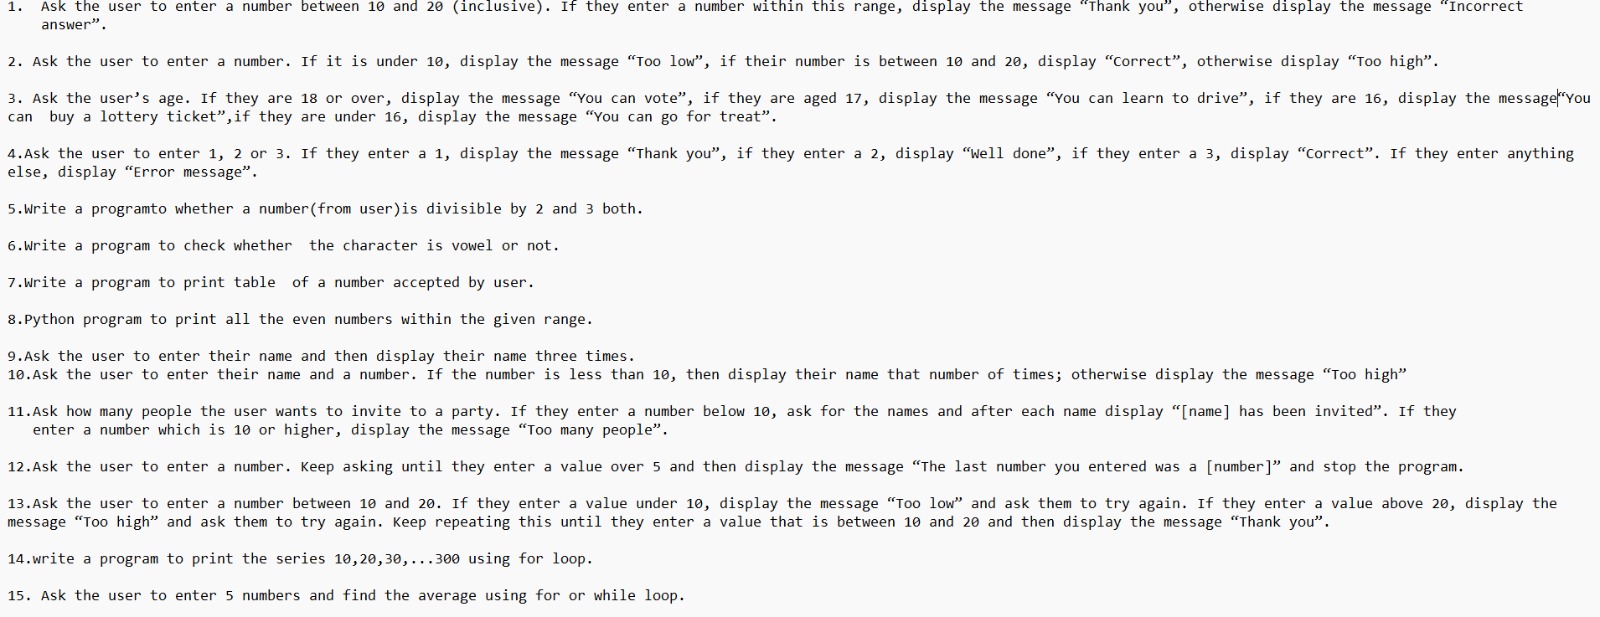 1.  Ask the user to enter a number between 10 and 20 (inclusive). If they enter a number within this range, display the message “Thank you”, otherwise display the message “Incorrect
answer”.
2. Ask the user to enter a number. If it is under 10, display the message “Too low”, if their number is between 10 and 20, display “Correct”, otherwise display “Too high”.
3. Ask the user’s age. If they are 18 or over, display the message “You can vote”, if they are aged 17, display the message “You can learn to drive”, if they are 16, display the message“You
can  buy a lottery ticket”,if they are under 16, display the message “You can go for treat”.
4.Ask the user to enter 1, 2 or 3. If they enter a 1, display the message “Thank you”, if they enter a 2, display “Well done”, if they enter a 3, display “Correct”. If they enter anything
else, display “Error message”.
5.Write a programto whether a number(from user)is divisible by 2 and 3 both.
6.Write a program to check whether  the character is vowel or not.
7.Write a program to print table  of a number accepted by user.
8.Python program to print all the even numbers within the given range.
9.Ask the user to enter their name and then display their name three times.
10.Ask the user to enter their name and a number. If the number is less than 10, then display their name that number of times; otherwise display the message “Too high”
11.Ask how many people the user wants to invite to a party. If they enter a number below 10, ask for the names and after each name display “[name] has been invited”. If they
enter a number which is 10 or higher, display the message “Too many people”.
12.Ask the user to enter a number. Keep asking until they enter a value over 5 and then display the message “The last number you entered was a [number]” and stop the program.
13.Ask the user to enter a number between 10 and 20. If they enter a value under 10, display the message “Too low” and ask them to try again. If they enter a value above 20, display the
message “Too high” and ask them to try again. Keep repeating this until they enter a value that is between 10 and 20 and then display the message “Thank you”.
14.write a program to print the series 10,20,30,...300 using for loop.
15. Ask the user to enter 5 numbers and find the average using for or while loop.